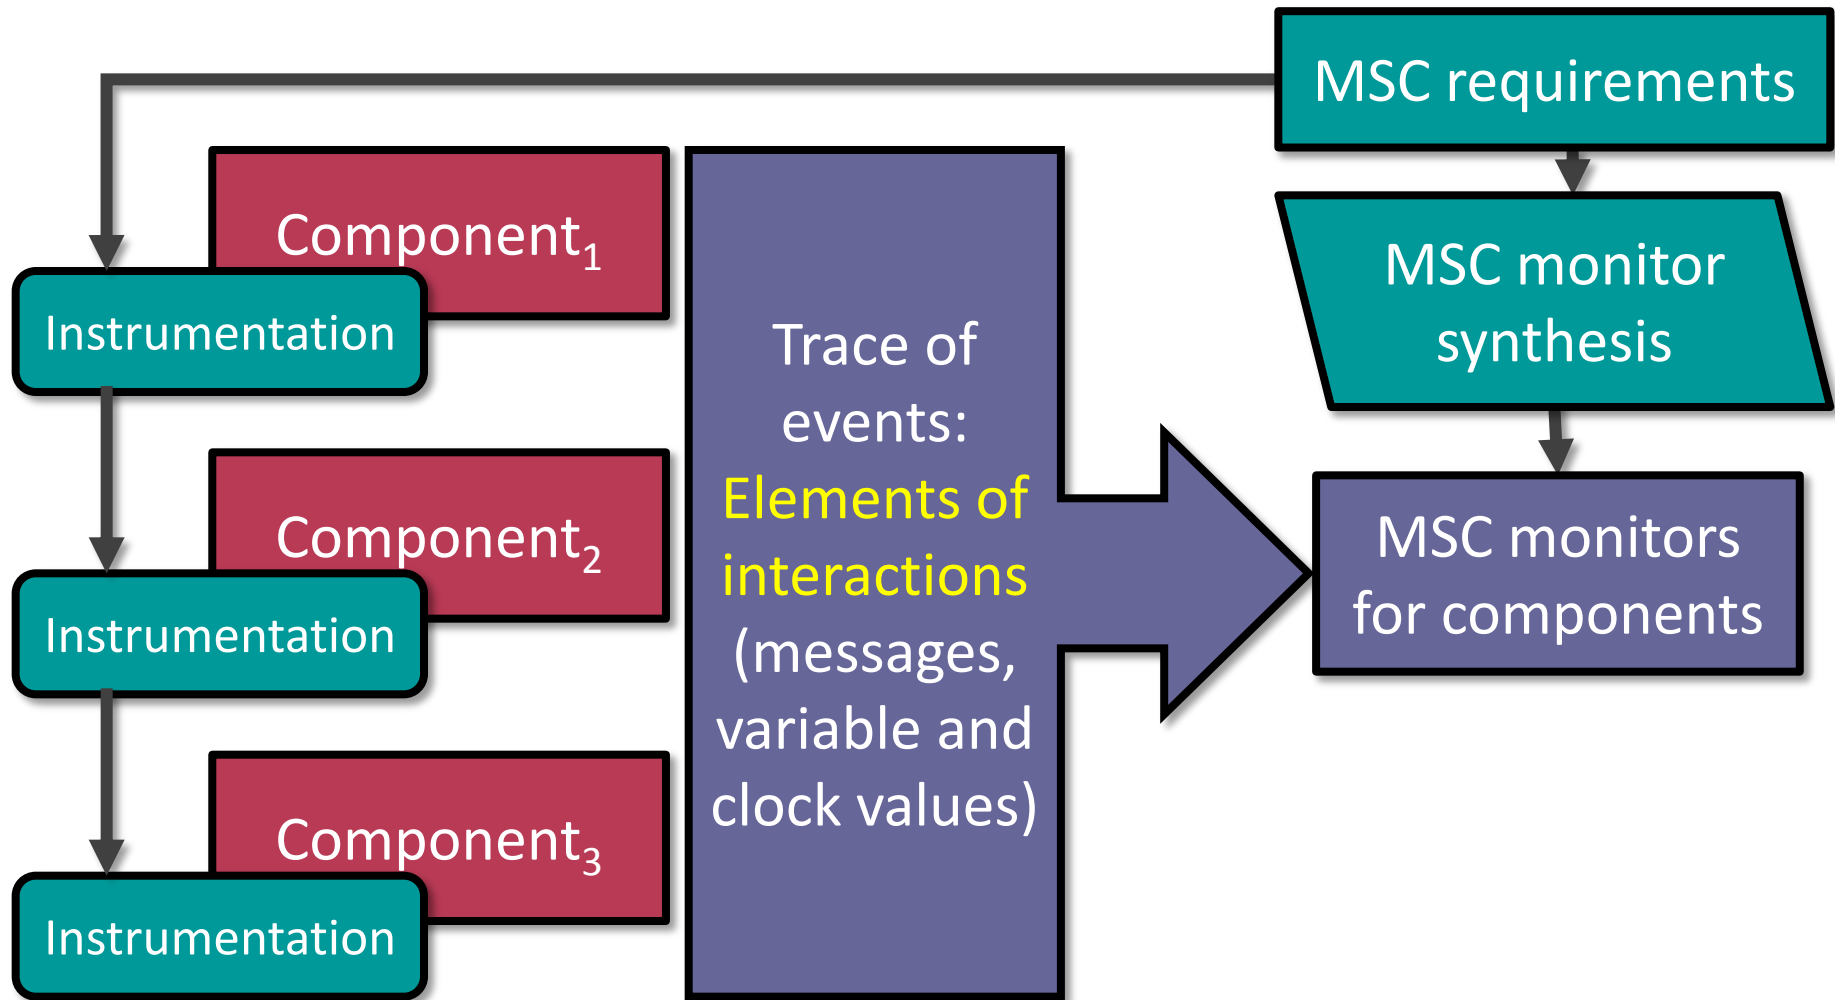 MSC requirements
Component1
Instrumentation
Component2
Instrumentation
Component3
Instrumentation
Trace of
events:
Elements of
interactions
(messages,
variable and
clock values)
MSC monitor
synthesis
MSC monitors
for components